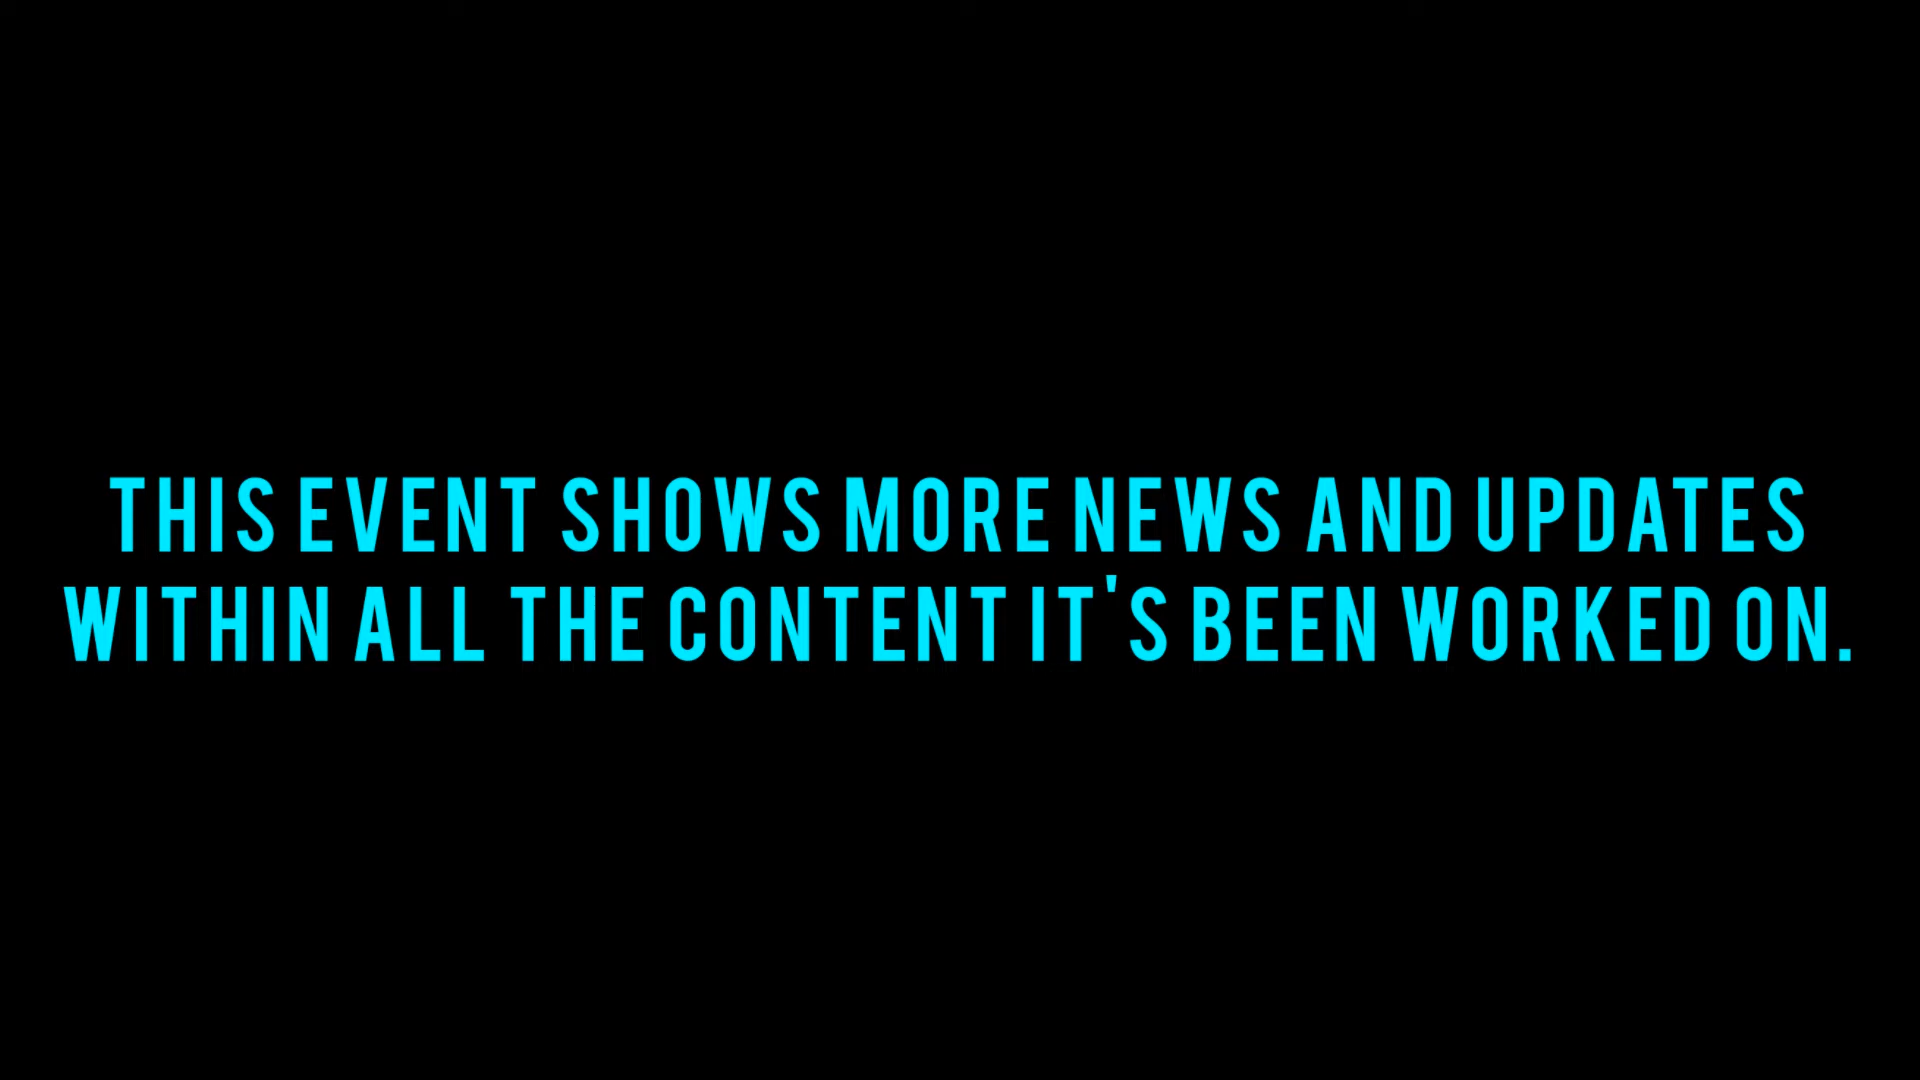 THIS EVENT SHOWS MORE NEWS AND UPDATES
WITHIN ALL THE CONTENT IT'S BEEN WORKED ON.